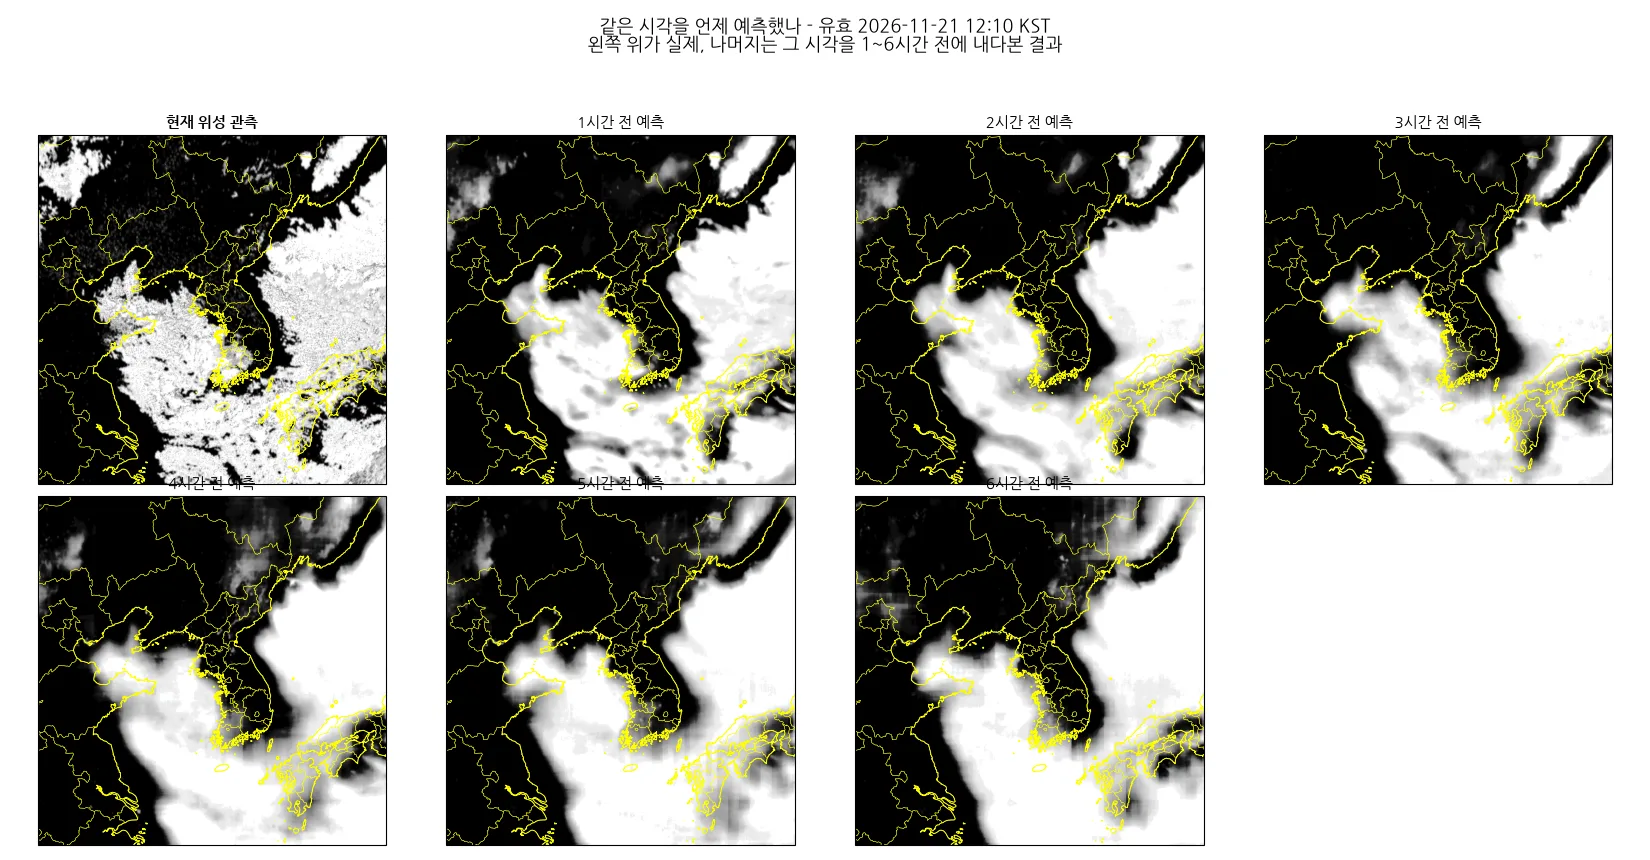 같은 시각을 언제 예측했나 - 유효 2026-11-21 12:10 KST
왼쪽 위가 실제, 나머지는 그 시각을 1~6시간 전에 내다본 결과
현재 위성 관측
1시간 전 예측
2시간 전 예측
3시간 전 예측
4시간 전 예측
5시간 전 예측
6시간 전 예측